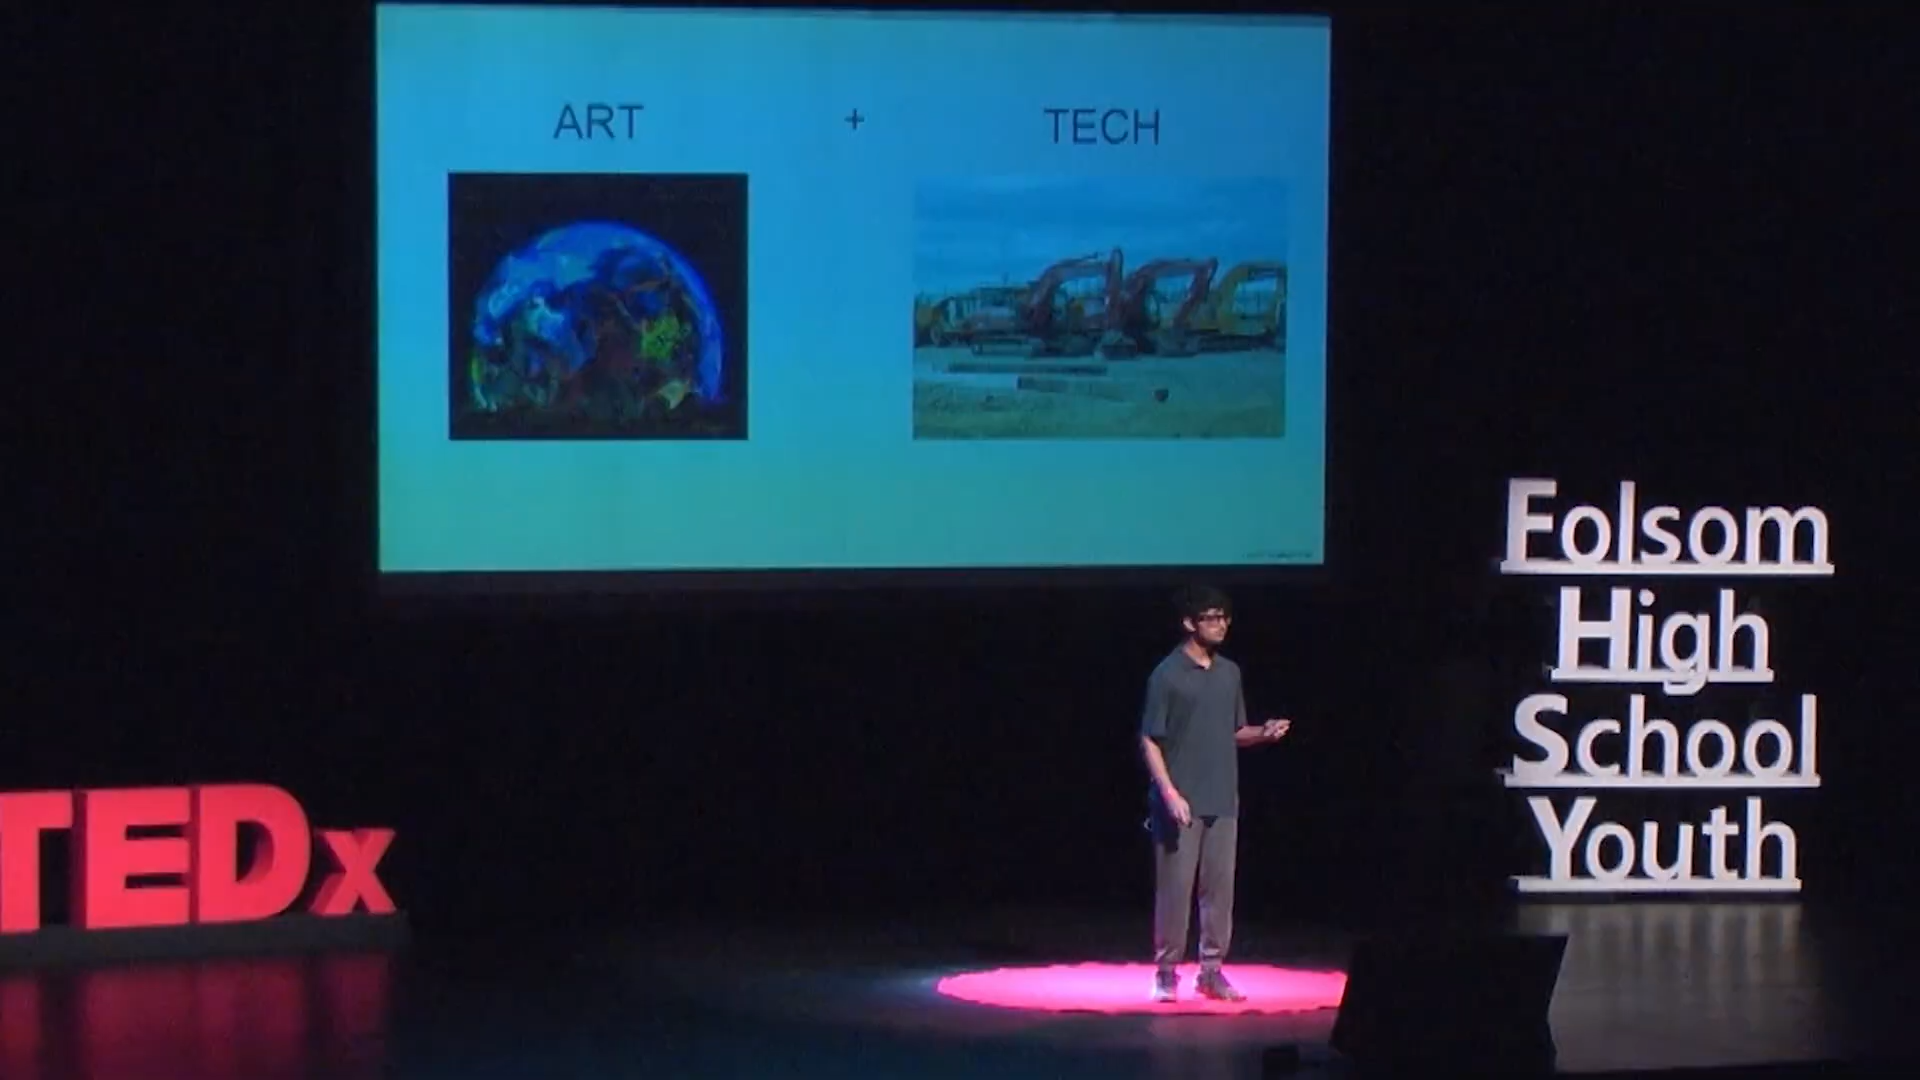 ART + TECH
TEDx
Folsom
High
School
Youth